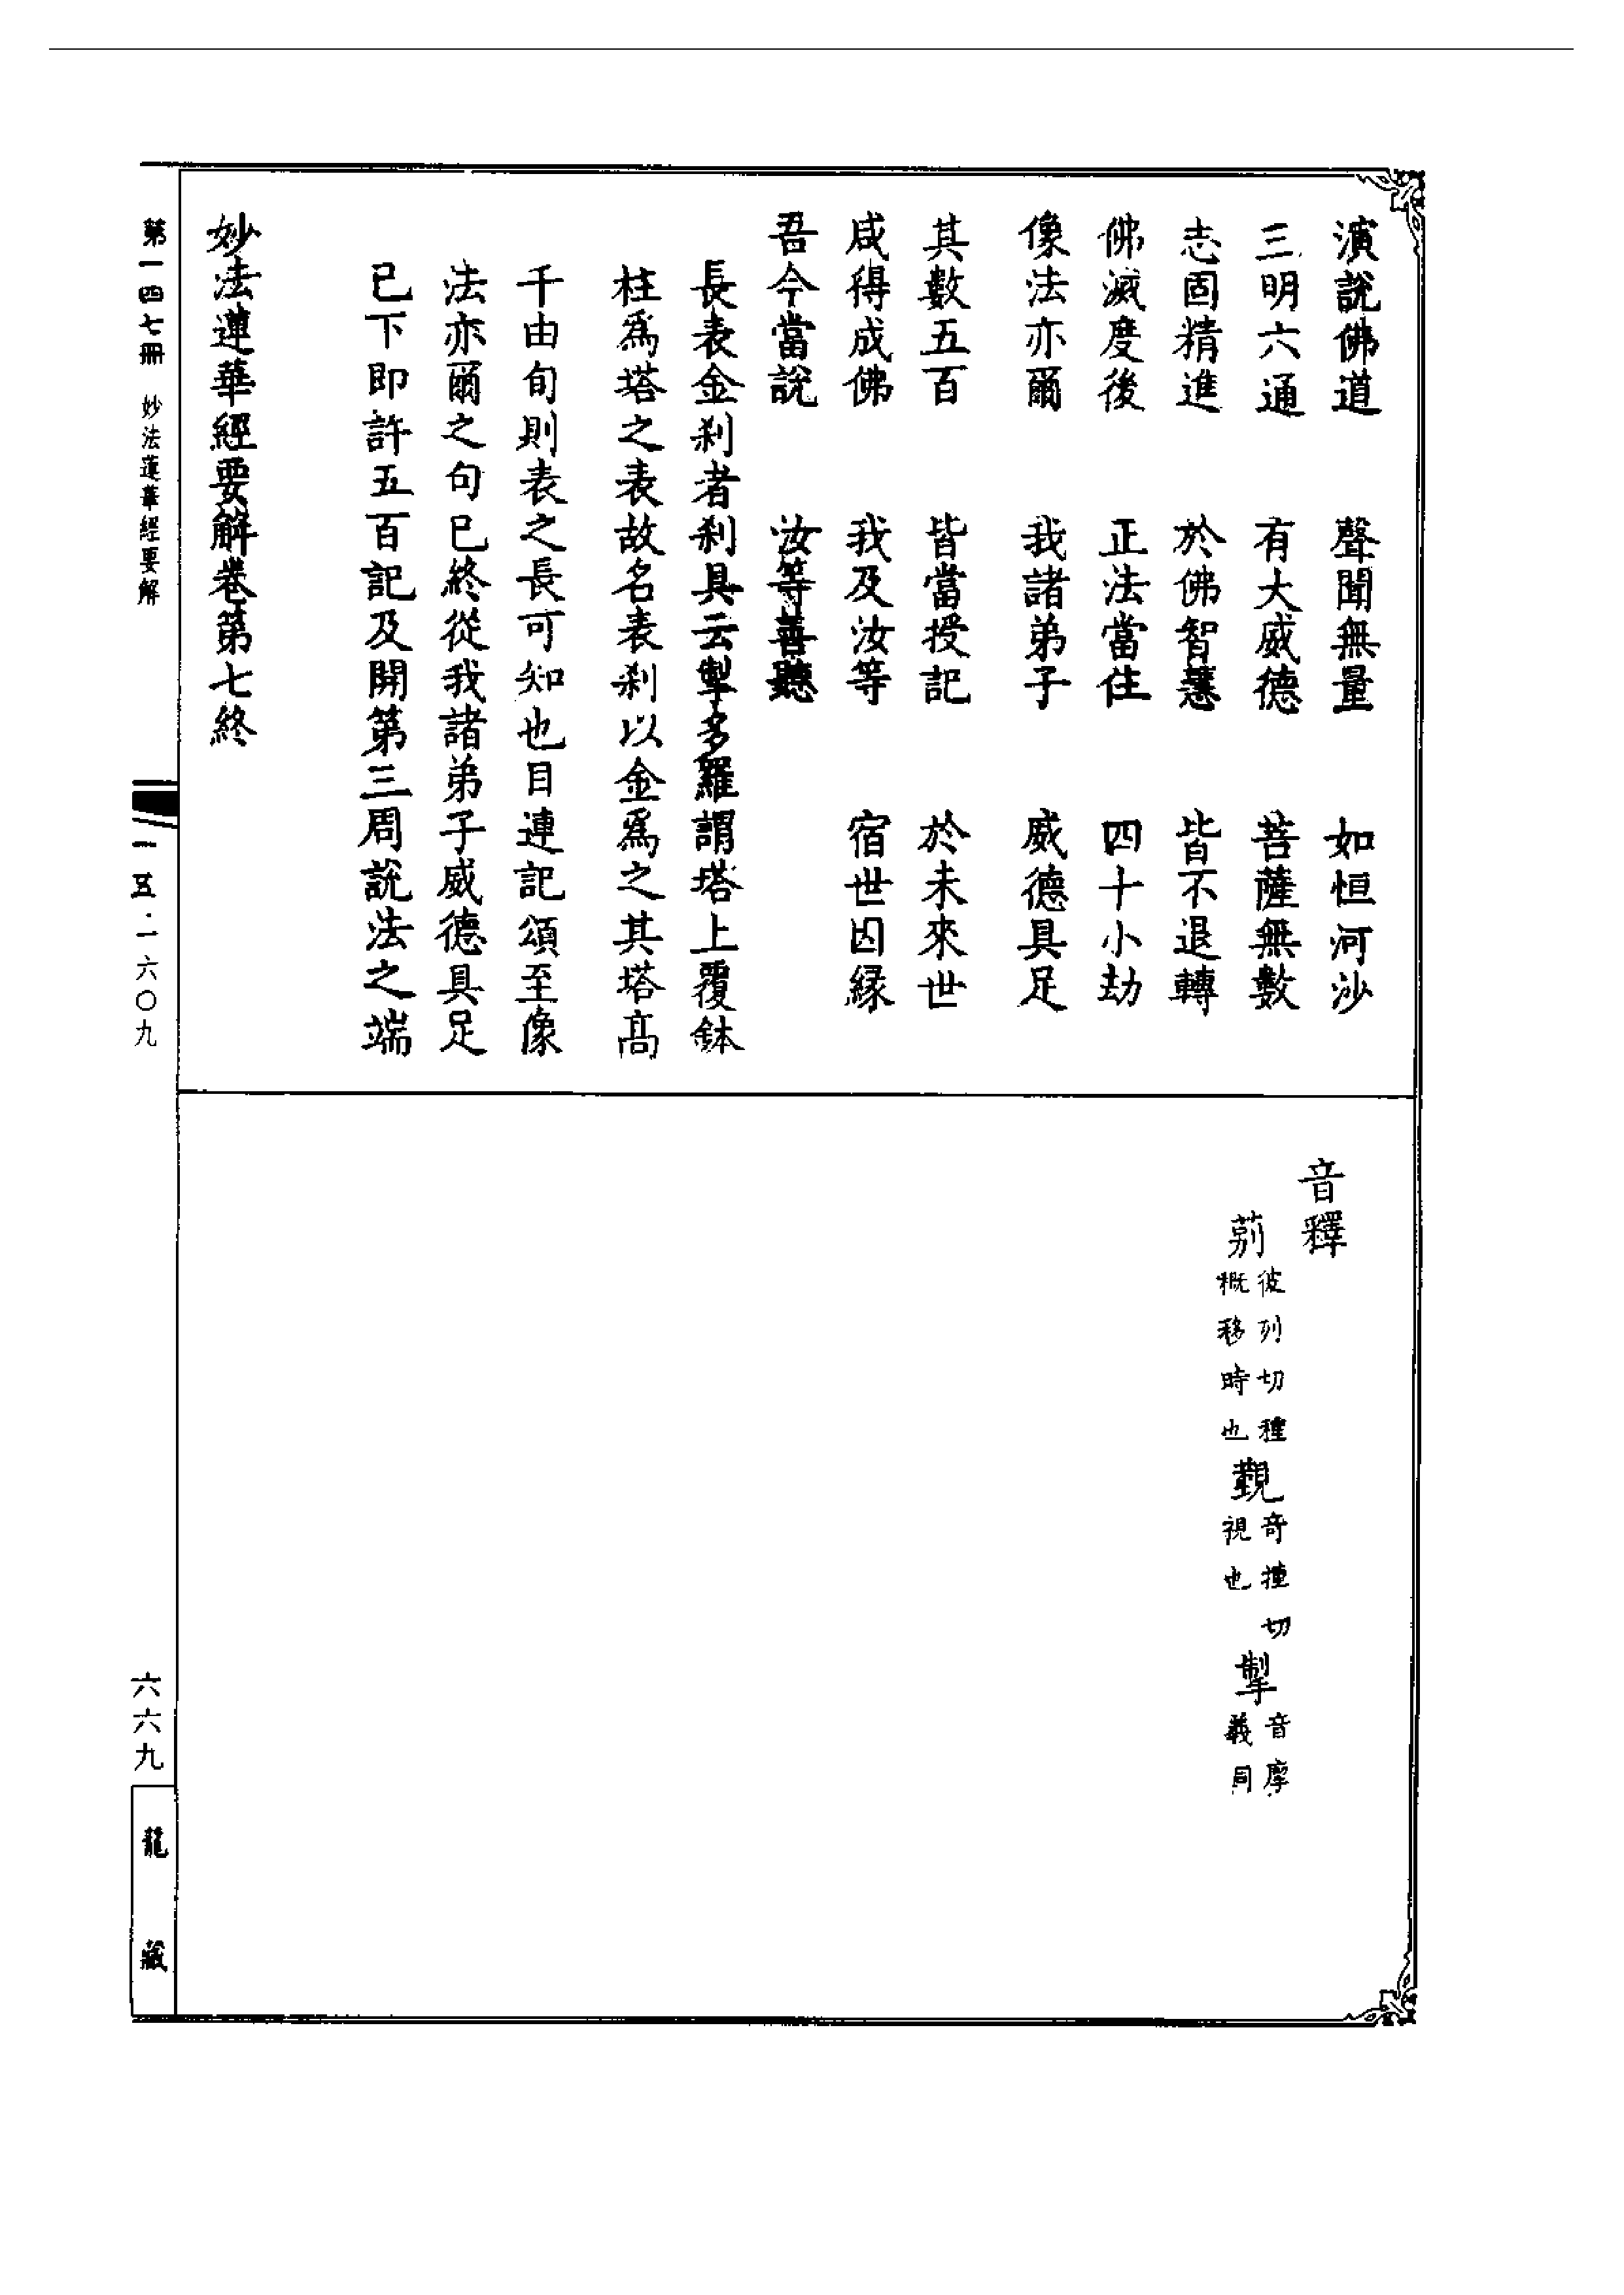 演說佛道　聲聞無量　如恒河沙
三明六通　有大威德　菩薩無數
志固精進　於佛智慧　皆不退轉
佛滅度後　正法當住　四十小劫
像法亦爾　我諸弟子　威德具足
其數五百　皆當授記　於未來世
咸得成佛　我及汝等　宿世因緣
吾今當說　汝等善聽
長表金剎者剎具云掣多羅謂塔上覆鉢
柱爲塔之表故名表剎以金爲之其塔高
千由旬則表之長可知也目連記頌至像
法亦爾之句已終從我諸弟子威德具足
已下即許五百記及開第三周說法之端
妙法蓮華經要解卷第七終
音釋
莂彼列切種概移時也覲奇揰切視也掣音摩義同
第一四七冊　妙法蓮華經要解
一五·一六〇九
六六九
龍藏